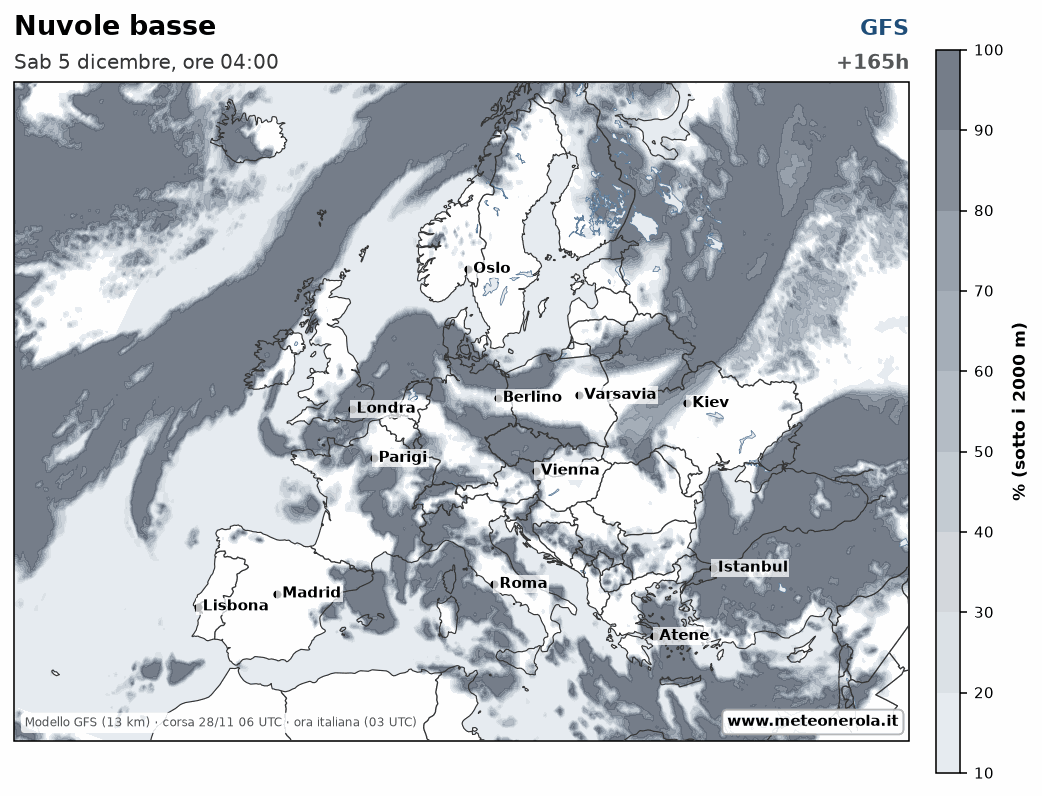 Nuvole basse
GFS
Sab 5 dicembre, ore 04:00
+165h
100
90
80
70
60
50
40
30
20
10
% (sotto i 2000 m)
Oslo
Berlino
Varsavia
Kiev
Londra
Parigi
Vienna
Istanbul
Roma
Madrid
Lisbona
Atene
Modello GFS (13 km) · corsa 28/11 06 UTC · ora italiana (03 UTC)
www.meteonerola.it